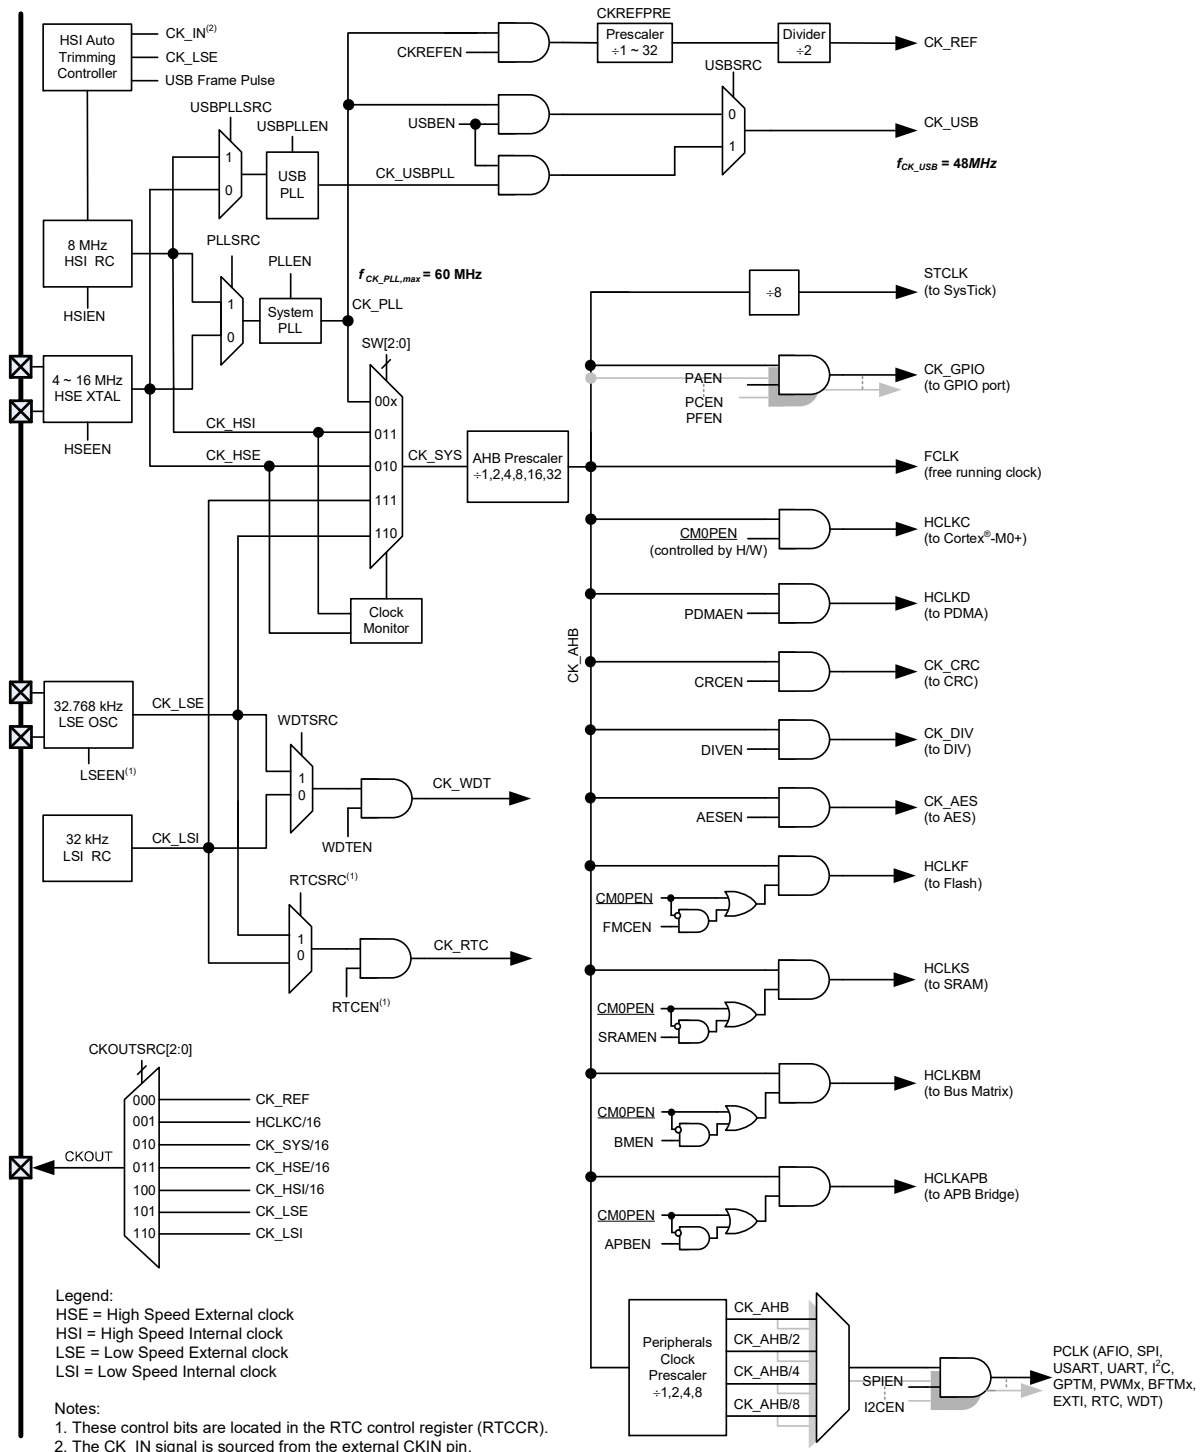 CKREFPRE
HSI Auto
Trimming
Controller
CK_IN(2)
CK_LSE
USB Frame Pulse
CKREFEN
Prescaler
÷1 ~ 32
Divider
÷2
CK_REF
USBSRC
USBPLLSRC
USBPLLEN
USBEN
0
1
CK_USB
fCK_USB = 48MHz
1
0
USB
PLL
CK_USBPLL
8 MHz
HSI RC
HSIEN
PLLSRC
PLLEN
1
0
System
PLL
fCK_PLL,max = 60 MHz
CK_PLL
÷8
STCLK
(to SysTick)
SW[2:0]
4 ~ 16 MHz
HSE XTAL
HSEEN
PAEN
PCEN
PFEN
CK_GPIO
(to GPIO port)
00x
011
010
111
110
CK_HSI
CK_HSE
CK_SYS
AHB Prescaler
÷1,2,4,8,16,32
FCLK
(free running clock)
CM0PEN
(controlled by H/W)
HCLKC
(to Cortex®-M0+)
Clock
Monitor
PDMAEN
HCLKD
(to PDMA)
CK_AHB
CRCEN
CK_CRC
(to CRC)
32.768 kHz
LSE OSC
CK_LSE
LSEEN(1)
WDTSRC
1
0
CK_WDT
WDTEN
DIVEN
CK_DIV
(to DIV)
AESEN
CK_AES
(to AES)
32 kHz
LSI RC
CK_LSI
RTCSRC(1)
1
0
CK_RTC
RTCEN(1)
CM0PEN
FMCEN
HCLKF
(to Flash)
CM0PEN
SRAMEN
HCLKS
(to SRAM)
CM0PEN
BMEN
HCLKBM
(to Bus Matrix)
CM0PEN
APBEN
HCLKAPB
(to APB Bridge)
CKOUTSRC[2:0]
CKOUT
000 CK_REF
001 HCLKC/16
010 CK_SYS/16
011 CK_HSE/16
100 CK_HSI/16
101 CK_LSE
110 CK_LSI
Peripherals
Clock
Prescaler
÷1,2,4,8
CK_AHB
CK_AHB/2
CK_AHB/4
CK_AHB/8
SPIEN
I2CEN
PCLK (AFIO, SPI,
USART, UART, I2C,
GPTM, PWMx, BFTMx,
EXTI, RTC, WDT)
Legend:
HSE = High Speed External clock
HSI = High Speed Internal clock
LSE = Low Speed External clock
LSI = Low Speed Internal clock
Notes:
1. These control bits are located in the RTC control register (RTCCR).
2. The CK_IN signal is sourced from the external CKIN pin.